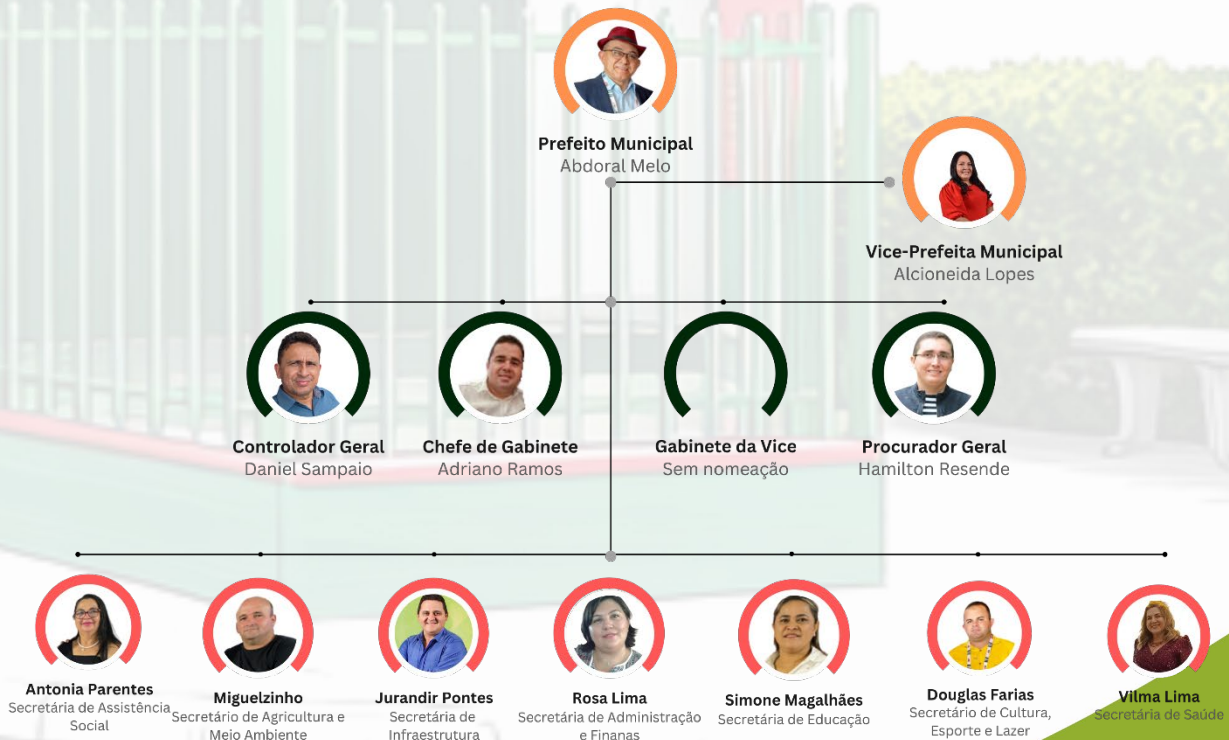 Prefeito Municipal
Abdoral Melo
Vice-Prefeita Municipal
Alcioneida Lopes
Controlador Geral
Daniel Sampaio
Chefe de Gabinete
Adriano Ramos
Gabinete da Vice
Sem nomeação
Procurador Geral
Hamilton Resende
Antonia Parentes
Secretária de Assistência
Social
Miguelzinho
Secretário de Agricultura e
Meio Ambiente
Jurandir Pontes
Secretária de
Infraestrutura
Rosa Lima
Secretária de Administração
e Finanas
Simone Magalhães
Secretária de Educação
Douglas Farias
Secretário de Cultura,
Esporte e Lazer
Vilma Lima
Secretária de Saúde